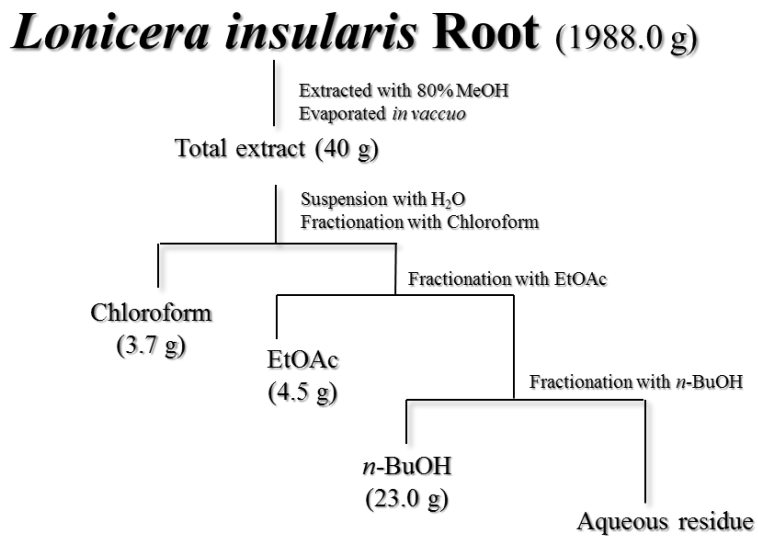 Lonicera insularis Root (1988.0 g)
Extracted with 80% MeOH
Evaporated in vaccuo
Total extract (40 g)
Suspension with H₂O
Fractionation with Chloroform
Fractionation with EtOAc
Chloroform
(3.7 g)
EtOAc
(4.5 g)
Fractionation with n-BuOH
n-BuOH
(23.0 g)
Aqueous residue